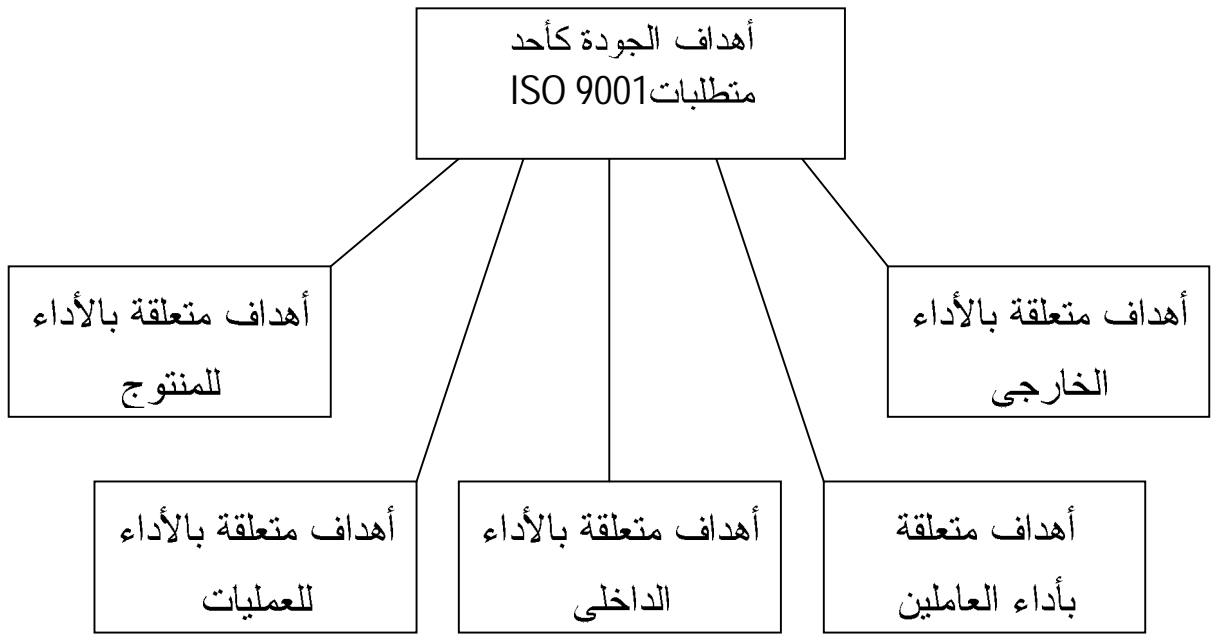 أهداف الجودة كأحد
متطلبات ISO 9001
أهداف متعلقة بالأداء
الخارجى
أهداف متعلقة بالأداء
للمنتوج
أهداف متعلقة
بأداء العاملين
أهداف متعلقة بالأداء
الداخلى
أهداف متعلقة بالأداء
للعمليات